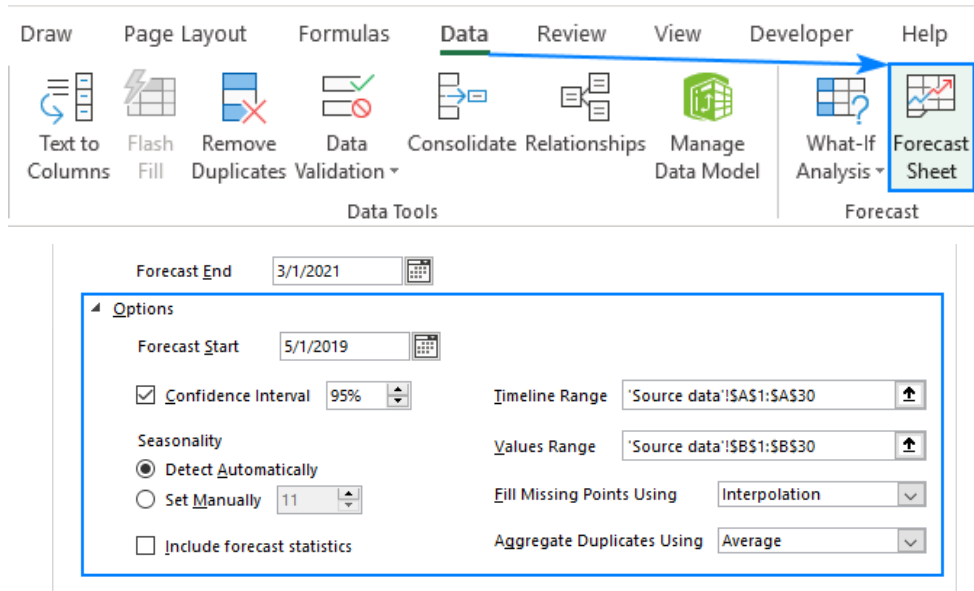 Draw Page Layout Formulas Data Review View Developer Help
Text to Columns Flash Fill Remove Duplicates Data Validation Consolidate Relationships Manage Data Model What-If Analysis Forecast Sheet
Data Tools Forecast
Forecast End 3/1/2021
Options
Forecast Start 5/1/2019
Confidence Interval 95% Timeline Range 'Source data'!$A$1:$A$30
Seasonality Values Range 'Source data'!$B$1:$B$30
Detect Automatically
Set Manually 11 Fill Missing Points Using Interpolation
Include forecast statistics Aggregate Duplicates Using Average